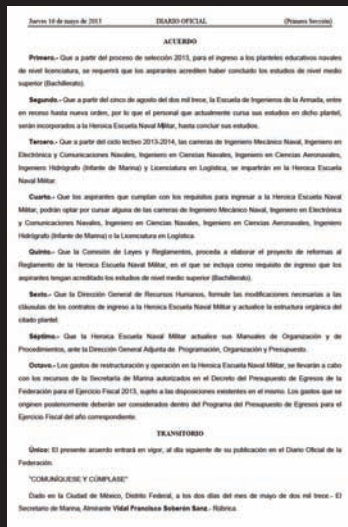 Jueves 16 de mayo de 2013 DIARIO OFICIAL (Primera Sección)
ACUERDO
Primero.- Que a partir del proceso de selección 2013, para el ingreso a los planteles educativos navales
de nivel licenciatura, se requerirá que los aspirantes acrediten haber concluido los estudios de nivel medio
superior (Bachillerato).
Segundo.- Que a partir del cinco de agosto del dos mil trece, la Escuela de Ingenieros de la Armada, entre
en receso hasta nueva orden, por lo que el personal que actualmente cursa sus estudios en dicho plantel,
serán incorporados a la Heroica Escuela Naval Militar, hasta concluir sus estudios.
Tercero.- Que a partir del ciclo lectivo 2013-2014, las carreras de Ingeniero Mecánico Naval, Ingeniero en
Electrónica y Comunicaciones Navales, Ingeniero en Ciencias Navales, Ingeniero en Ciencias Aeronavales,
Ingeniero Hidrógrafo (Infante de Marina) y Licenciatura en Logística, se impartirán en la Heroica Escuela
Naval Militar.
Cuarto.- Que los aspirantes que cumplan con los requisitos para ingresar a la Heroica Escuela Naval
Militar, podrán optar por cursar alguna de las carreras de Ingeniero Mecánico Naval, Ingeniero en Electrónica
y Comunicaciones Navales, Ingeniero en Ciencias Navales, Ingeniero en Ciencias Aeronavales, Ingeniero
Hidrógrafo (Infante de Marina) o la Licenciatura en Logística.
Quinto.- Que la Comisión de Leyes y Reglamentos, proceda a elaborar el proyecto de reformas al
Reglamento de la Heroica Escuela Naval Militar, en el que se incluya como requisito de ingreso que los
aspirantes tengan acreditado los estudios de nivel medio superior (Bachillerato).
Sexto.- Que la Dirección General de Recursos Humanos, formule las modificaciones necesarias a las
cláusulas de los contratos de ingreso a la Heroica Escuela Naval Militar y actualice la estructura orgánica del
citado plantel.
Séptimo.- Que la Heroica Escuela Naval Militar actualice sus Manuales de Organización y de
Procedimientos, ante la Dirección General Adjunta de Programación, Organización y Presupuesto.
Octavo.- Los gastos de restructuración y operación en la Heroica Escuela Naval Militar, se llevarán a cabo
con los recursos de la Secretaría de Marina autorizados en el Decreto del Presupuesto de Egresos de la
Federación para el Ejercicio Fiscal 2013, sujeto a las disposiciones existentes en el mismo. Los gastos que se
originen posteriormente deberán ser considerados dentro del Programa del Presupuesto de Egresos para el
Ejercicio Fiscal del año correspondiente.
TRANSITORIO
Único: El presente acuerdo entrará en vigor, al día siguiente de su publicación en el Diario Oficial de la
Federación.
"COMUNÍQUESE Y CÚMPLASE"
Dado en la Ciudad de México, Distrito Federal, a los dos días del mes de mayo de dos mil trece.- El
Secretario de Marina, Almirante Vidal Francisco Soberón Sanz.- Rúbrica.